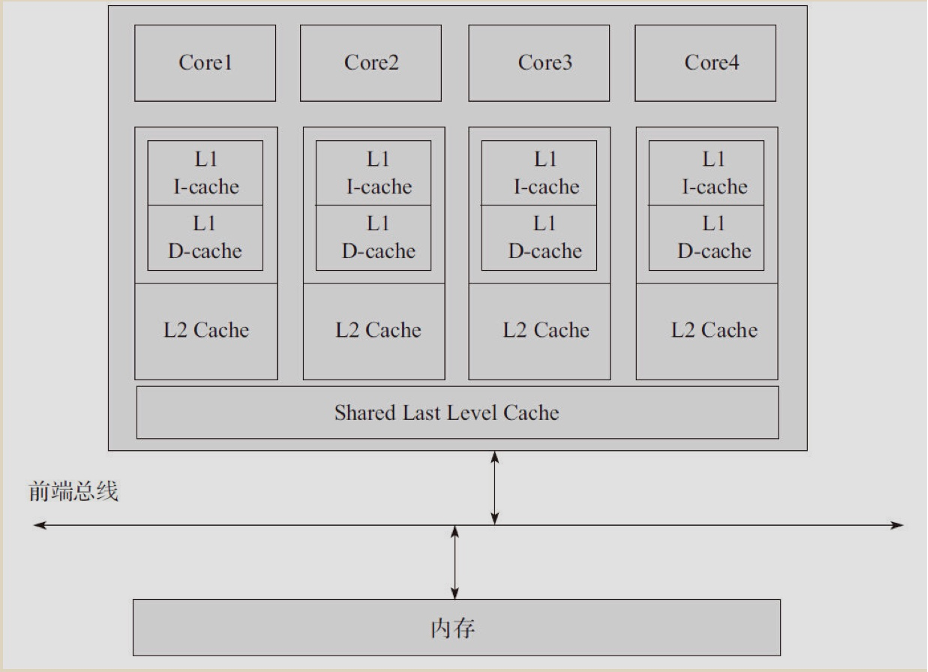 Core1
Core2
Core3
Core4
L1
I-cache
L1
D-cache
L2 Cache
L1
I-cache
L1
D-cache
L2 Cache
L1
I-cache
L1
D-cache
L2 Cache
L1
I-cache
L1
D-cache
L2 Cache
Shared Last Level Cache
前端总线
内存